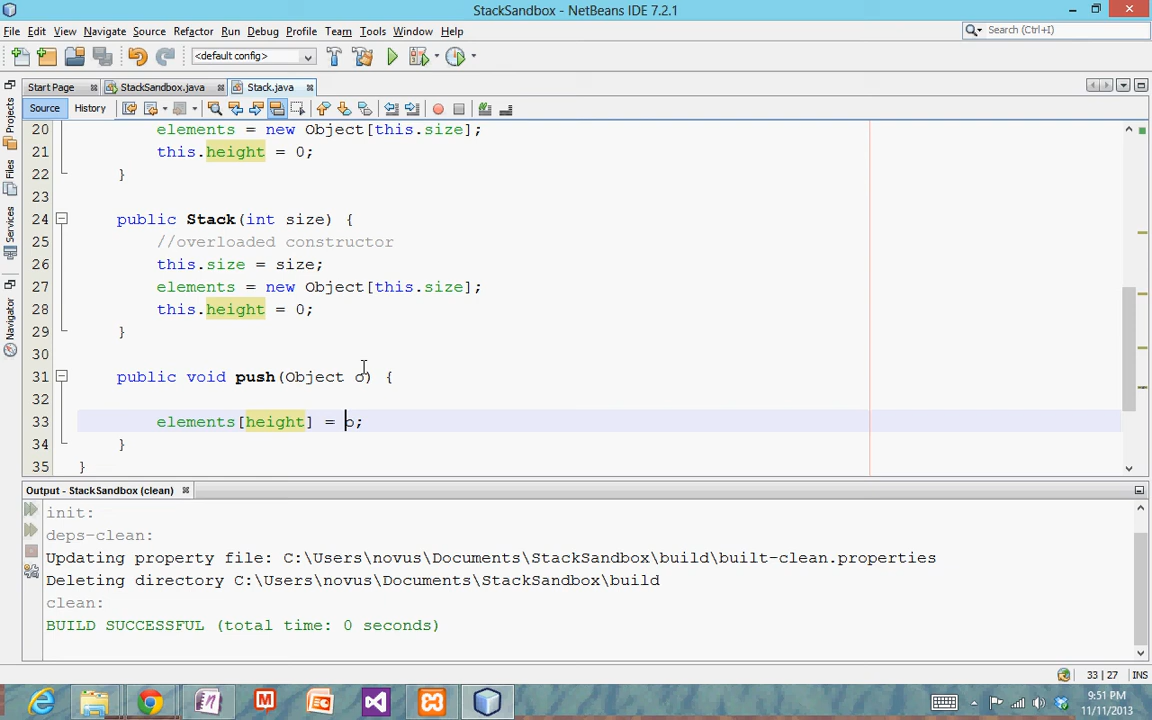 StackSandbox - NetBeans IDE 7.2.1
File Edit View Navigate Source Refactor Run Debug Profile Team Tools Window Help
Search (Ctrl+I)
<default config>
Start Page StackSandbox.java Stack.java
Source History
Projects
Files
Services
Navigator
20 elements = new Object[this.size];
21 this.height = 0;
22 }
23
24 public Stack(int size) {
25 //overloaded constructor
26 this.size = size;
27 elements = new Object[this.size];
28 this.height = 0;
29 }
30
31 public void push(Object o) {
32
33 elements[height] = o;
34 }
35 }
Output - StackSandbox (clean)
init:
deps-clean:
Updating property file: C:\Users\novus\Documents\StackSandbox\build\built-clean.properties
Deleting directory C:\Users\novus\Documents\StackSandbox\build
clean:
BUILD SUCCESSFUL (total time: 0 seconds)
33 | 27 INS
9:51 PM
11/11/2013